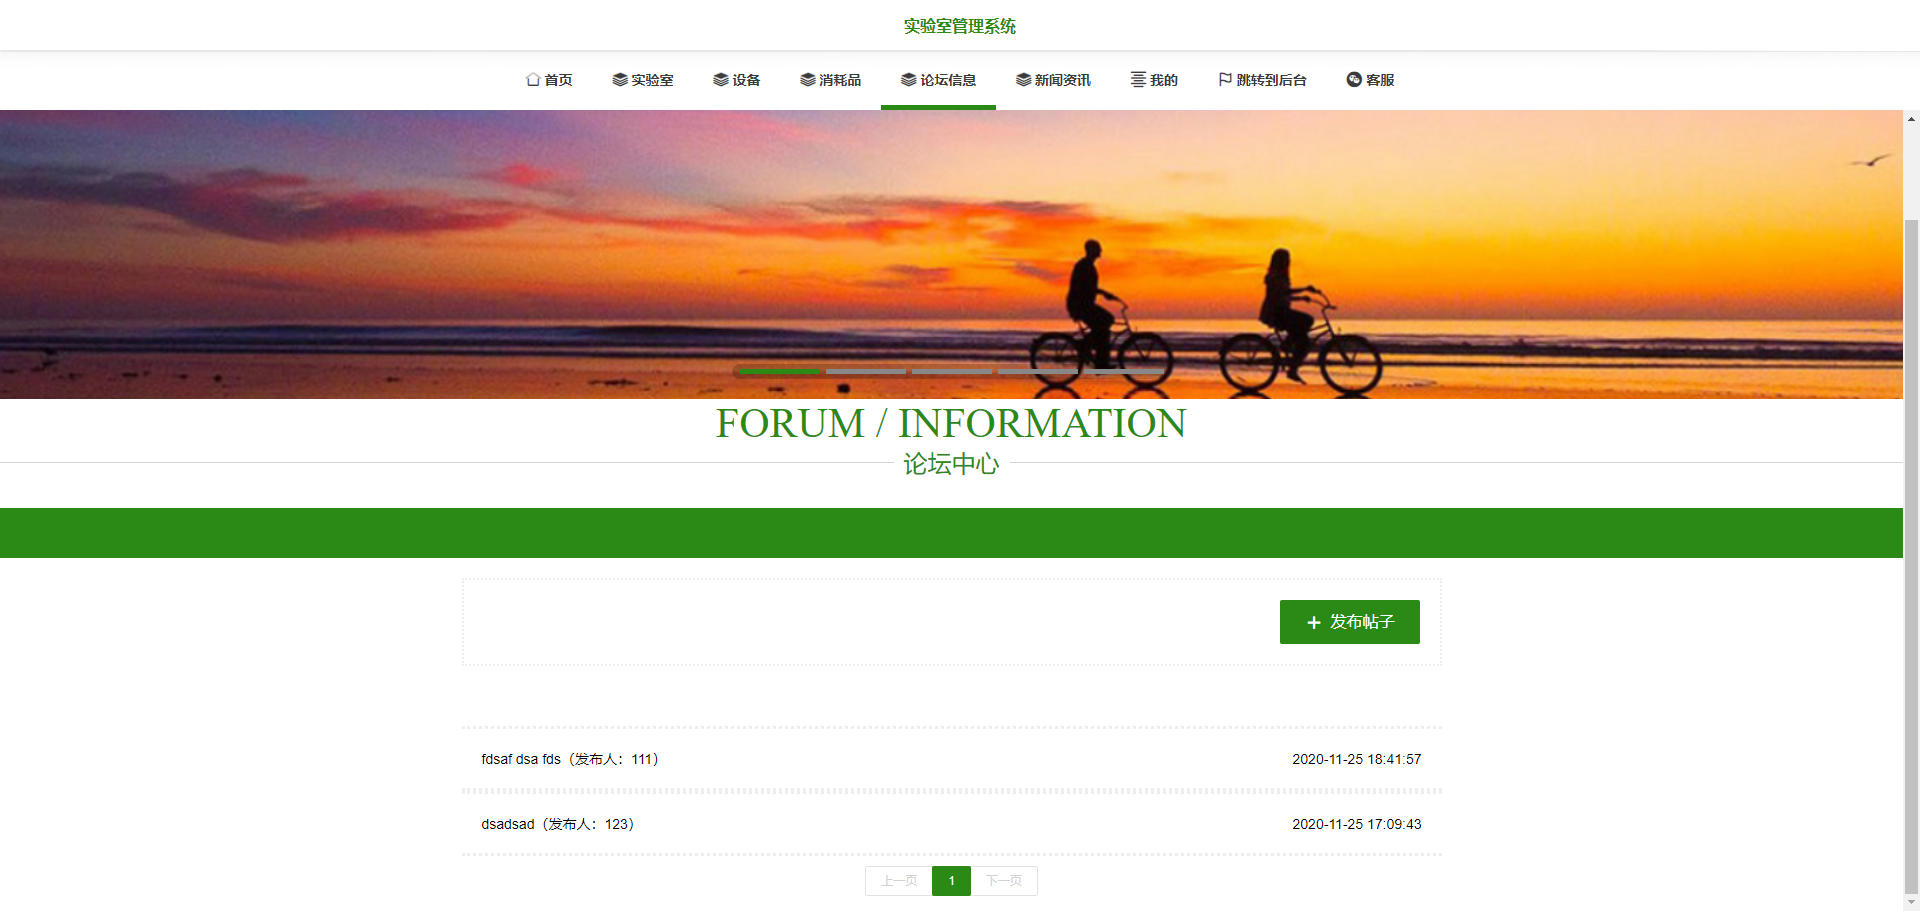 实验室管理系统
首页 实验室 设备 消耗品 论坛信息 新闻资讯 我的 跳转到后台 客服
FORUM / INFORMATION
论坛中心
+ 发布帖子
fdsaf dsa fds（发布人：111） 2020-11-25 18:41:57
dsadsad（发布人：123） 2020-11-25 17:09:43
上一页 1 下一页